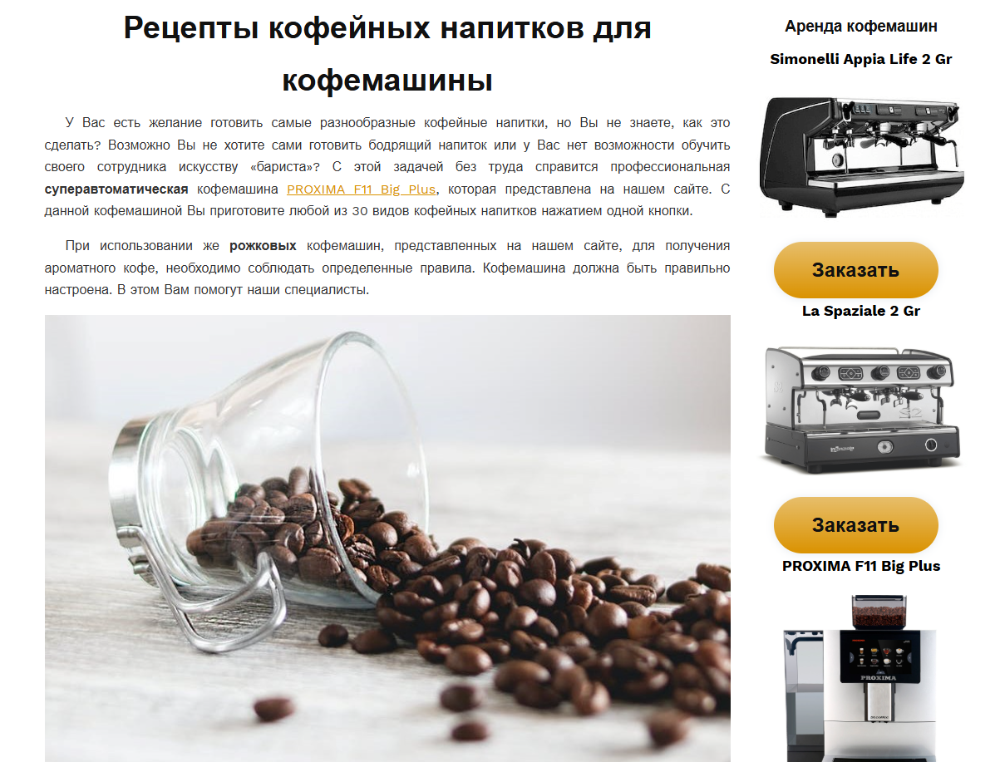 Рецепты кофейных напитков для
кофемашины
У Вас есть желание готовить самые разнообразные кофейные напитки, но Вы не знаете, как это
сделать? Возможно Вы не хотите сами готовить бодрящий напиток или у Вас нет возможности обучить
своего сотрудника искусству «бариста»? С этой задачей без труда справится профессиональная
суперавтоматическая кофемашина PROXIMA F11 Big Plus, которая представлена на нашем сайте. С
данной кофемашиной Вы приготовите любой из 30 видов кофейных напитков нажатием одной кнопки.
При использовании же рожковых кофемашин, представленных на нашем сайте, для получения
ароматного кофе, необходимо соблюдать определенные правила. Кофемашина должна быть правильно
настроена. В этом Вам помогут наши специалисты.
Аренда кофемашин
Simonelli Appia Life 2 Gr
Заказать
La Spaziale 2 Gr
Заказать
PROXIMA F11 Big Plus
PROXIMA